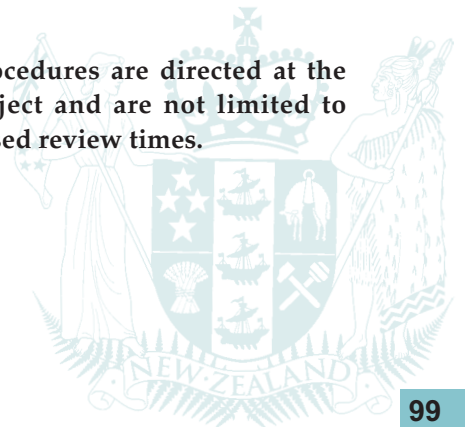 ocedures are directed at the
ject and are not limited to
sed review times.
NEW·ZEALAND
99